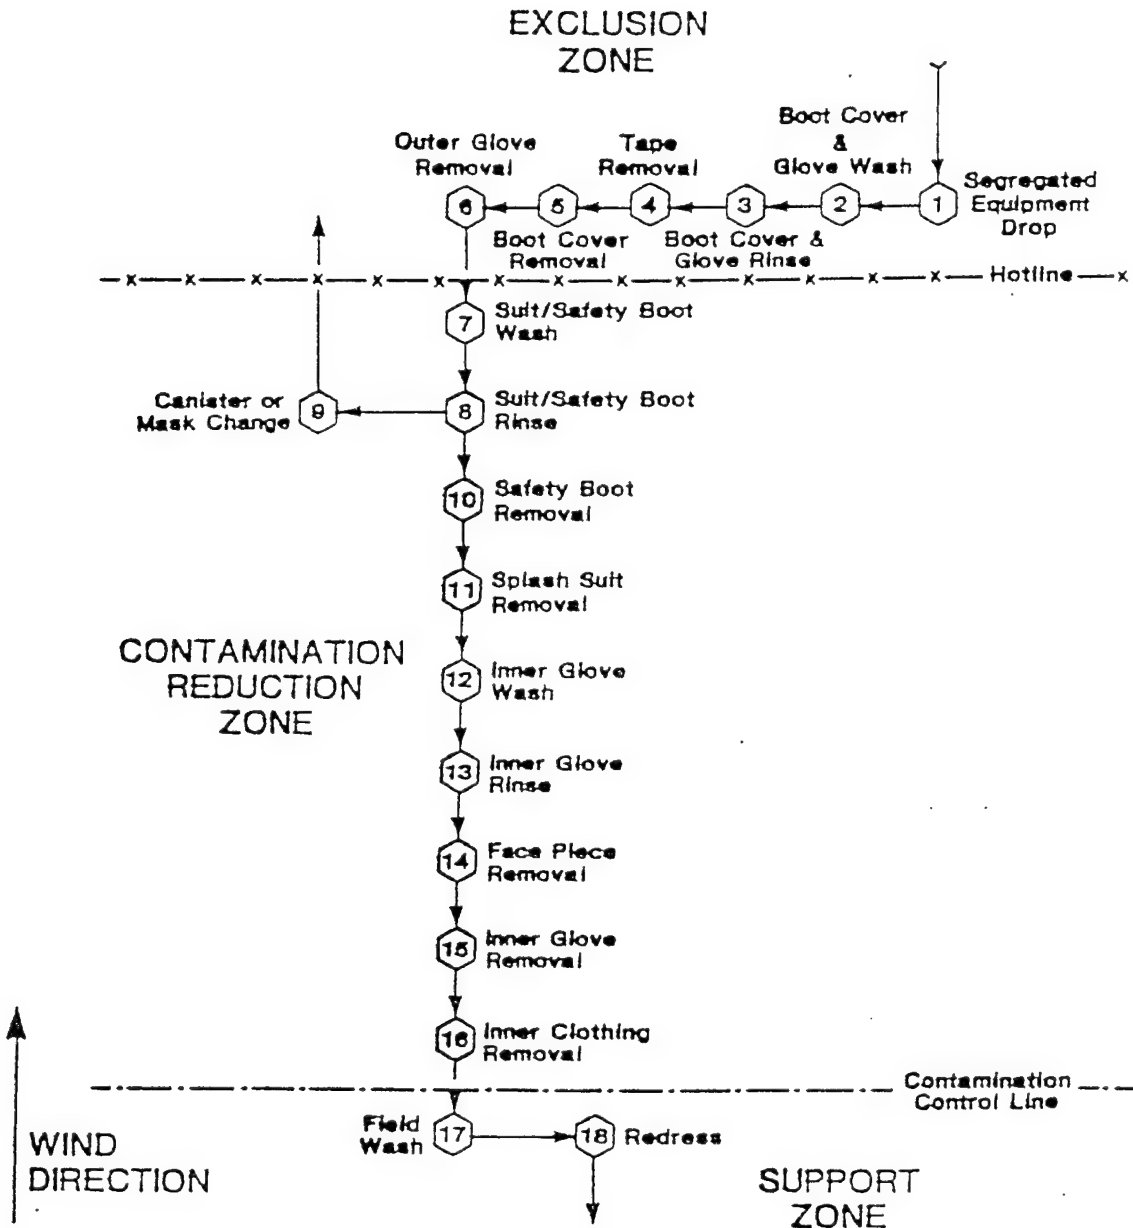 EXCLUSION
ZONE
Boot Cover
&
Glove Wash
Outer Glove
Removal
Tape
Removal
Segregated
Equipment
Drop
6
5
4
3
2
1
Boot Cover
Removal
Boot Cover &
Glove Rinse
Hotline
7
Suit/Safety Boot
Wash
Canister or
Mask Change
9
8
Suit/Safety Boot
Rinse
10
Safety Boot
Removal
11
Splash Suit
Removal
CONTAMINATION
REDUCTION
ZONE
12
Inner Glove
Wash
13
Inner Glove
Rinse
14
Face Piece
Removal
15
Inner Glove
Removal
16
Inner Clothing
Removal
Contamination
Control Line
Field
Wash
17
18
Redress
WIND
DIRECTION
SUPPORT
ZONE